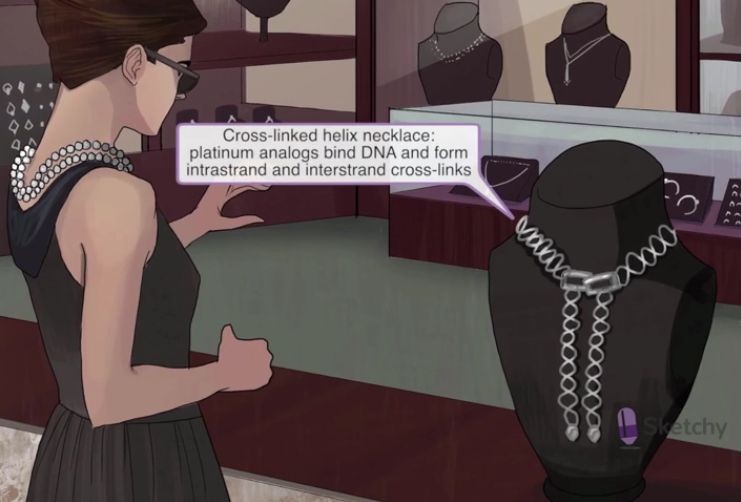 Cross-linked helix necklace:
platinum analogs bind DNA and form
intrastrand and interstrand cross-links
Sketchy